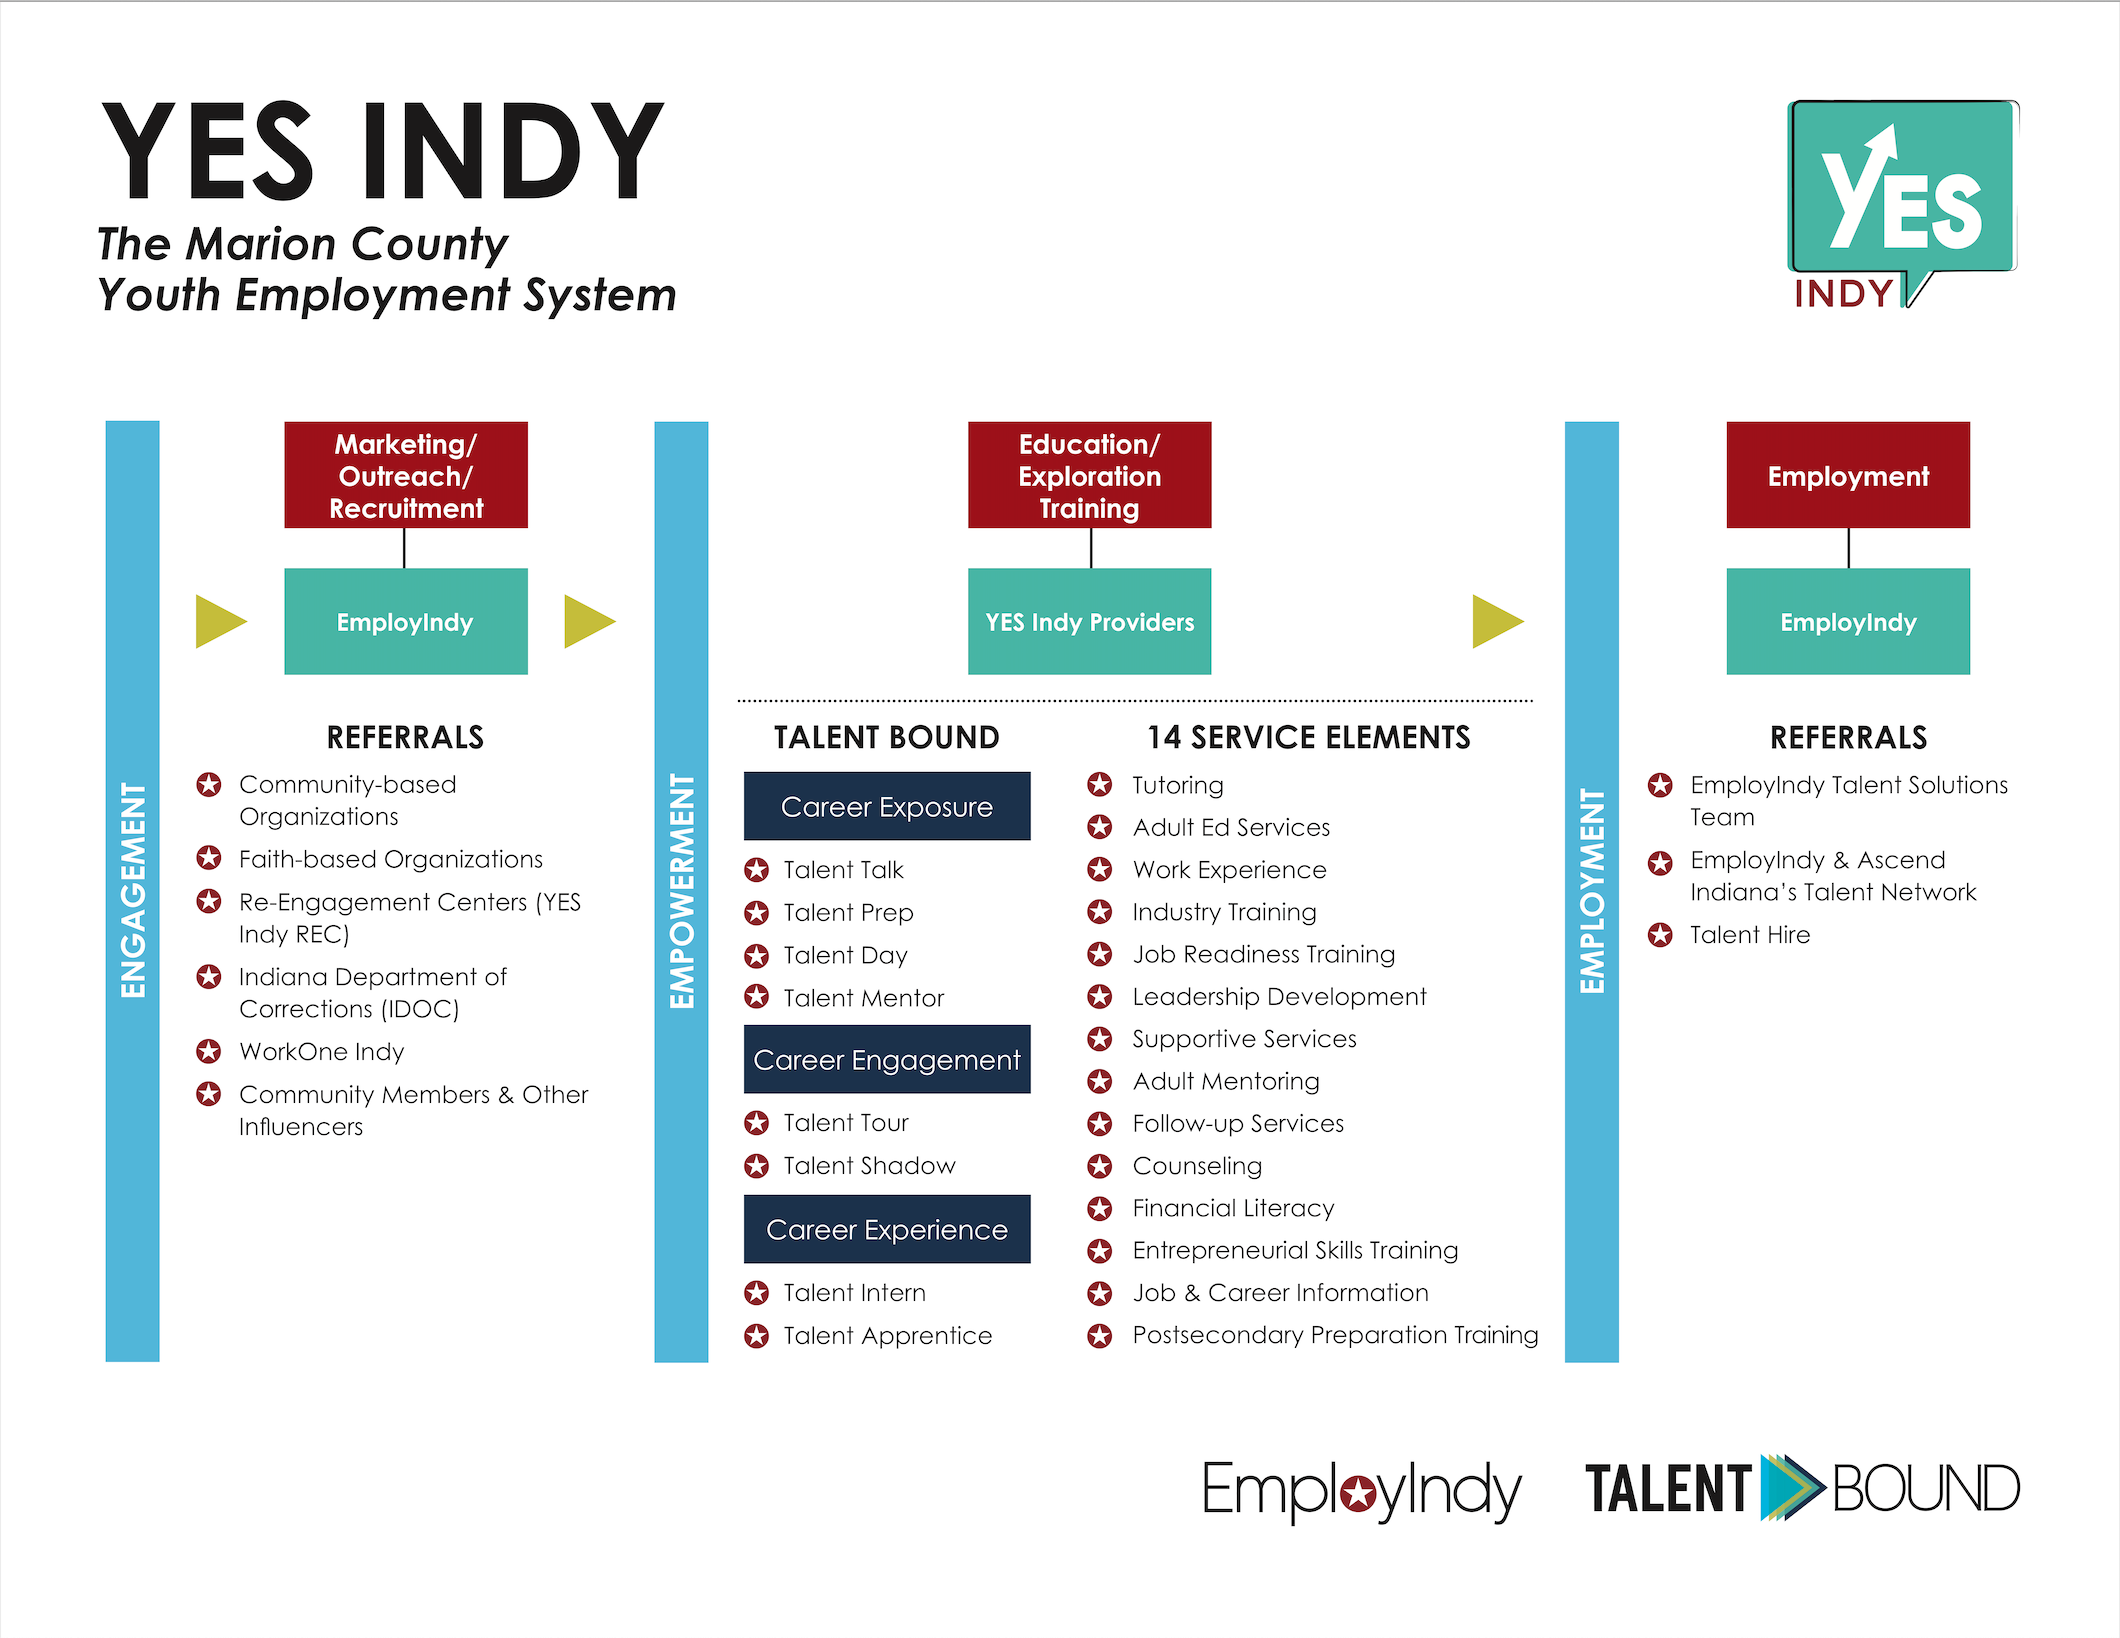 YES INDY
The Marion County
Youth Employment System
YES
INDY
ENGAGEMENT
Marketing/
Outreach/
Recruitment
EmployIndy
REFERRALS
Community-based
Organizations
Faith-based Organizations
Re-Engagement Centers (YES
Indy REC)
Indiana Department of
Corrections (IDOC)
WorkOne Indy
Community Members & Other
Influencers
EMPOWERMENT
Education/
Exploration
Training
YES Indy Providers
TALENT BOUND
Career Exposure
Talent Talk
Talent Prep
Talent Day
Talent Mentor
Career Engagement
Talent Tour
Talent Shadow
Career Experience
Talent Intern
Talent Apprentice
14 SERVICE ELEMENTS
Tutoring
Adult Ed Services
Work Experience
Industry Training
Job Readiness Training
Leadership Development
Supportive Services
Adult Mentoring
Follow-up Services
Counseling
Financial Literacy
Entrepreneurial Skills Training
Job & Career Information
Postsecondary Preparation Training
EMPLOYMENT
Employment
EmployIndy
REFERRALS
EmployIndy Talent Solutions
Team
EmployIndy & Ascend
Indiana's Talent Network
Talent Hire
EmployIndy
TALENT BOUND